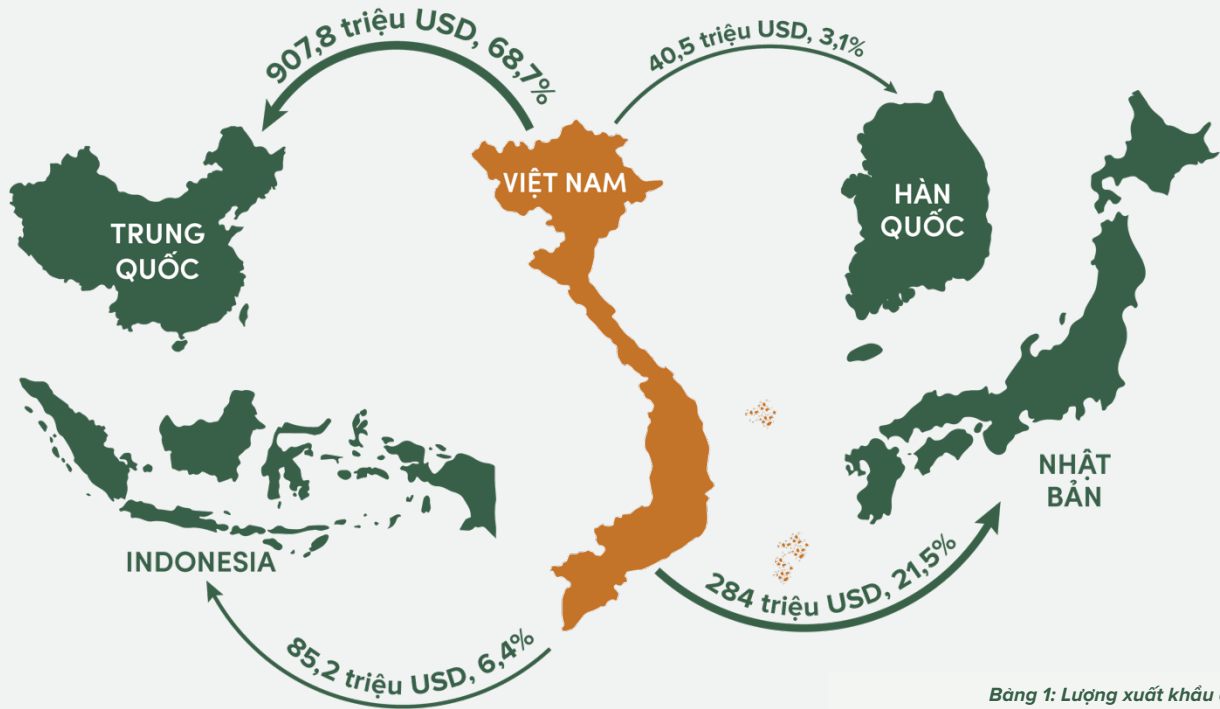 907,8 triệu USD, 68,7%
40,5 triệu USD, 3,1%
VIỆT NAM
TRUNG
QUỐC
HÀN
QUỐC
NHẬT
BẢN
INDONESIA
284 triệu USD, 21,5%
85,2 triệu USD, 6,4%
Bảng 1: Lượng xuất khẩu